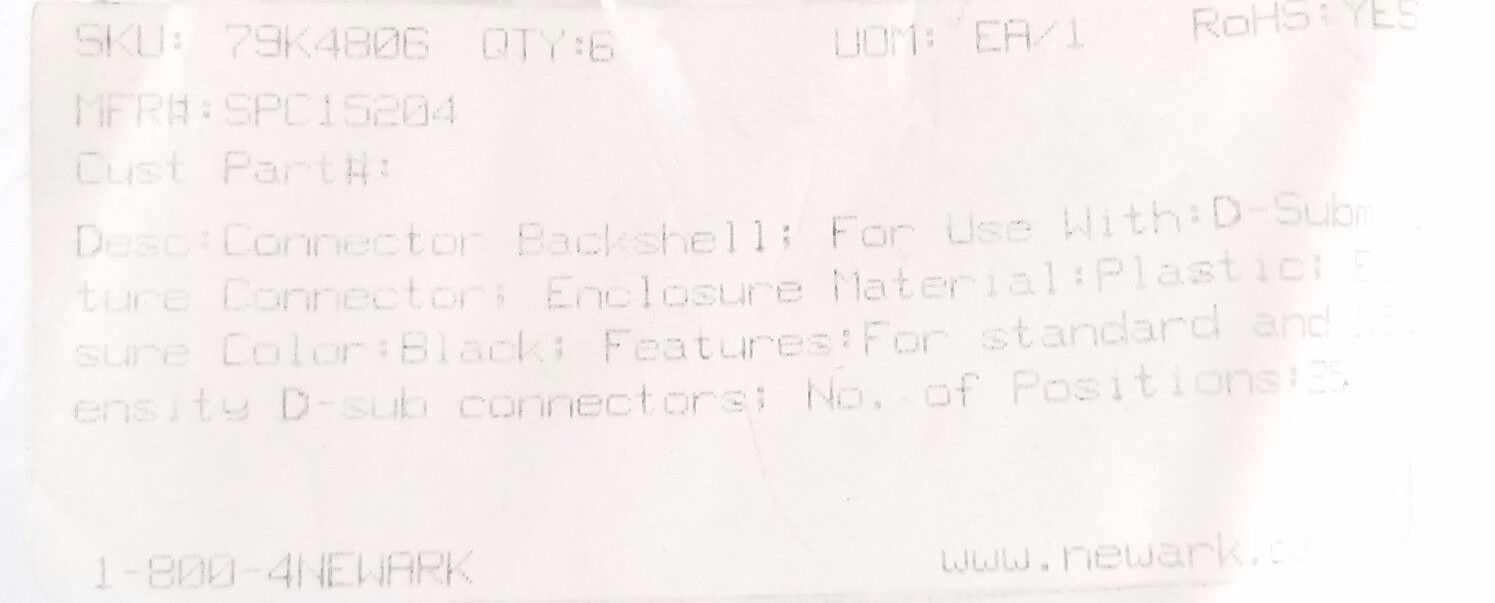 SKU: 79K4806 QTY:6 UOM: EA/1 RoHS:YES
MFR#:SPC15204
Cust Part#:
Desc:Connector Backshell; For Use With:D-Subm
ture Connector; Enclosure Material:Plastic; E
sure Color:Black; Features:For standard and
ensity D-sub connectors; No. of Positions:25
1-800-4NEWARK www.newark.co